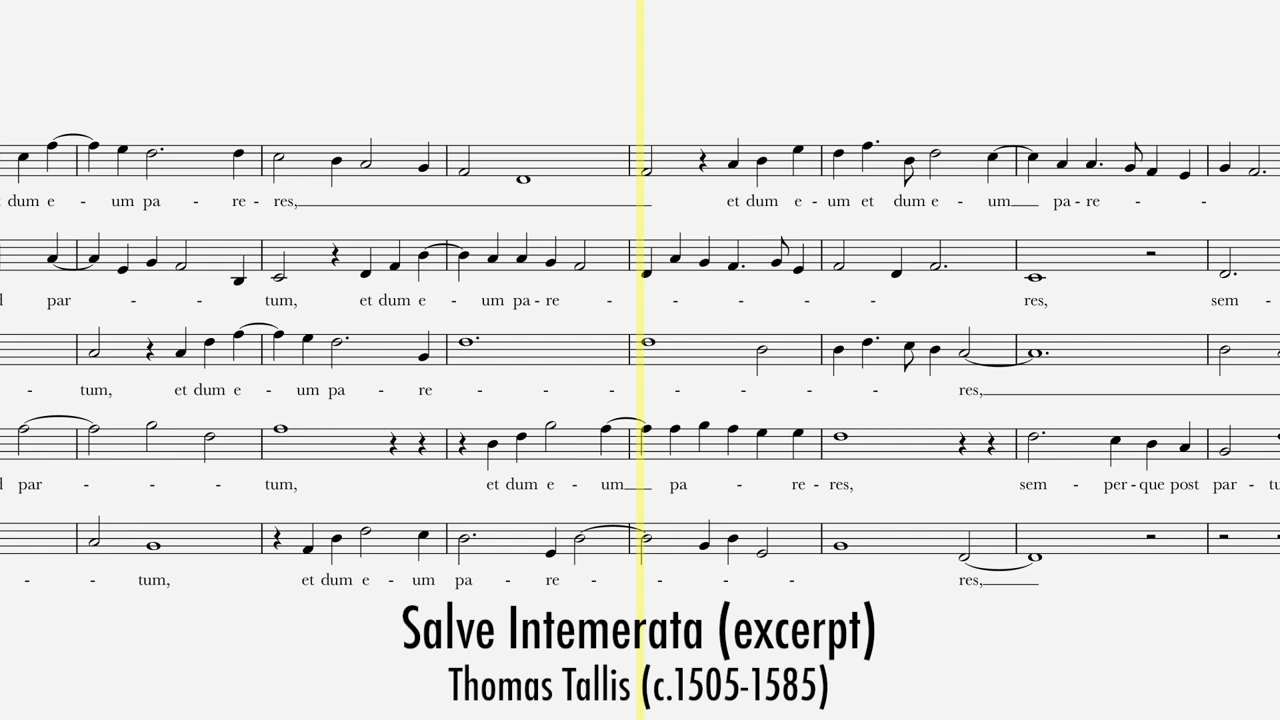 dum e - um pa - re - res, et dum e - um et dum e - um pa - re - -
par - - tum, et dum e - um pa - re - - - - - res, sem -
- tum, et dum e - um pa - re - - - - - res,
par - - tum, et dum e - um pa - re - res, sem - per - que post par -
- - tum, et dum e - um pa - re - - - res,
Salve Intemerata (excerpt)
Thomas Tallis (c.1505-1585)